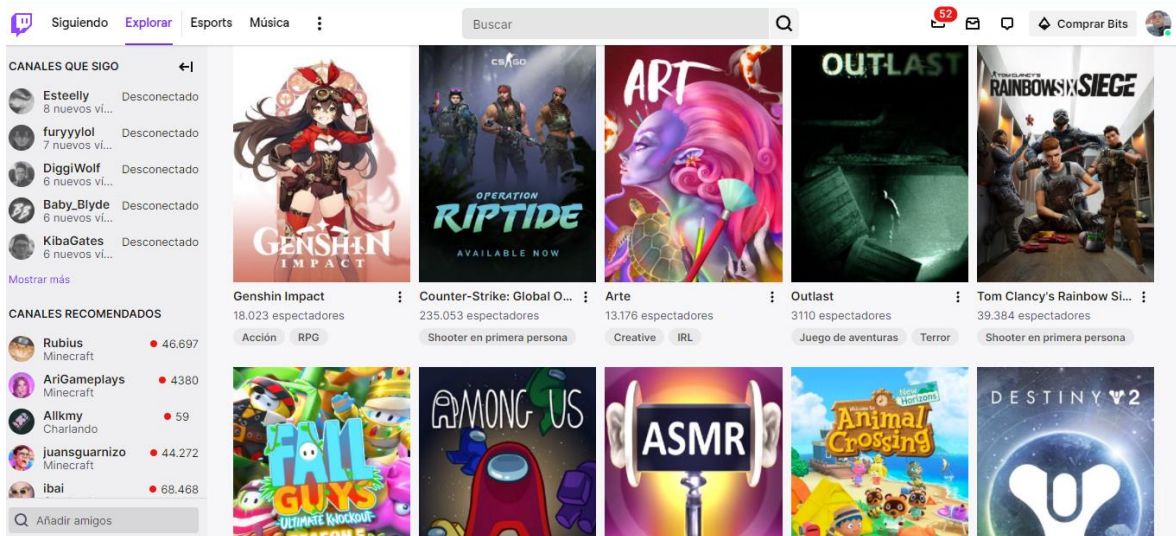 Siguiendo Explorar Esports Música
Buscar
52
Comprar Bits
CANALES QUE SIGO
Esteelly Desconectado
8 nuevos ví...
furyyylol Desconectado
7 nuevos ví...
DiggiWolf Desconectado
6 nuevos ví...
Baby_Blyde Desconectado
6 nuevos ví...
KibaGates Desconectado
6 nuevos ví...
Mostrar más
CANALES RECOMENDADOS
Rubius 46.697
Minecraft
AriGameplays 4380
Minecraft
Allkmy 59
Charlando
juansguarnizo 44.272
Minecraft
ibai 68.468
Añadir amigos
GENSHIN
IMPACT
Genshin Impact
18.023 espectadores
Acción RPG
CS GO
OPERATION
RIPTIDE
AVAILABLE NOW
Counter-Strike: Global O...
235.053 espectadores
Shooter en primera persona
ART
Arte
13.176 espectadores
Creative IRL
OUTLAST
Outlast
3110 espectadores
Juego de aventuras Terror
TOM CLANCY'S
RAINBOWSIX SIEGE
Tom Clancy's Rainbow Si...
39.384 espectadores
Shooter en primera persona
FALL
GUYS
ULTIMATE KNOCKOUT
AMONG US
ASMR
New
Horizons
Animal
Crossing
DESTINY 2